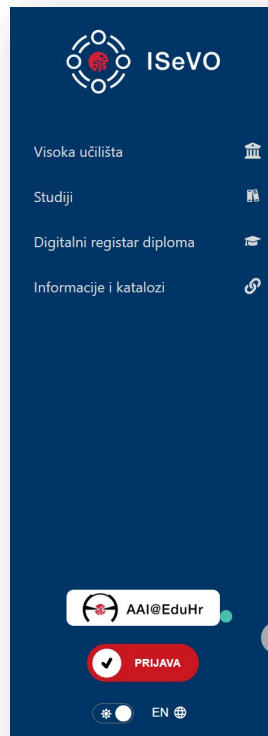 ISeVO
Visoka učilišta
Studiji
Digitalni registar diploma
Informacije i katalozi
AAI@EduHr
PRIJAVA
EN